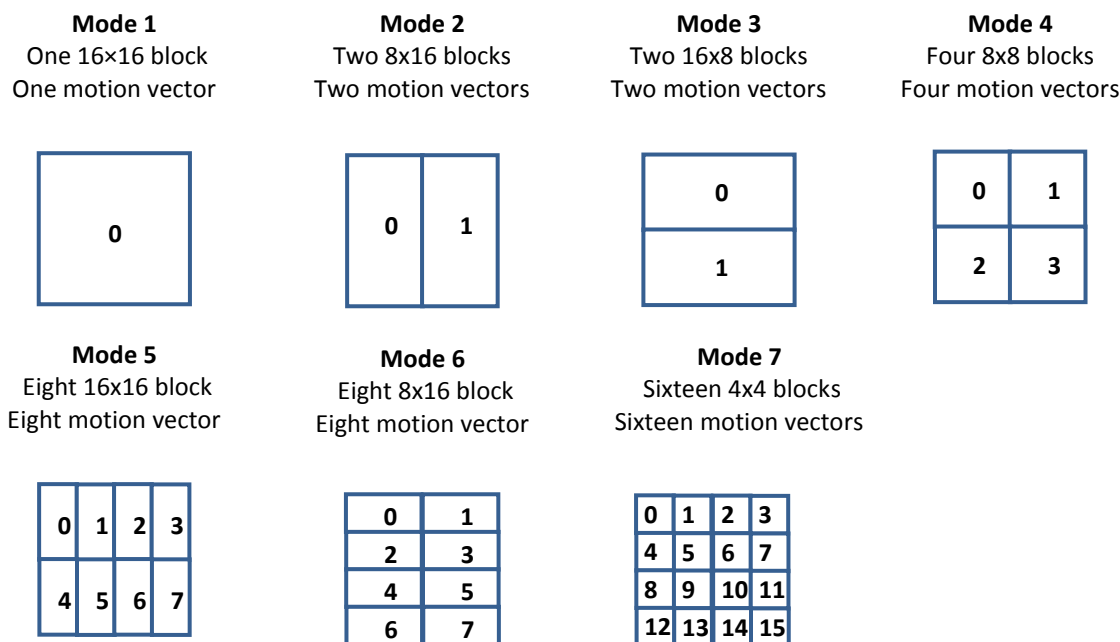 Mode 1
One 16×16 block
One motion vector
Mode 2
Two 8x16 blocks
Two motion vectors
Mode 3
Two 16x8 blocks
Two motion vectors
Mode 4
Four 8x8 blocks
Four motion vectors
0
0 1
0
1
0 1
2 3
Mode 5
Eight 16x16 block
Eight motion vector
Mode 6
Eight 8x16 block
Eight motion vector
Mode 7
Sixteen 4x4 blocks
Sixteen motion vectors
0 1 2 3
4 5 6 7
0 1
2 3
4 5
6 7
0 1 2 3
4 5 6 7
8 9 10 11
12 13 14 15